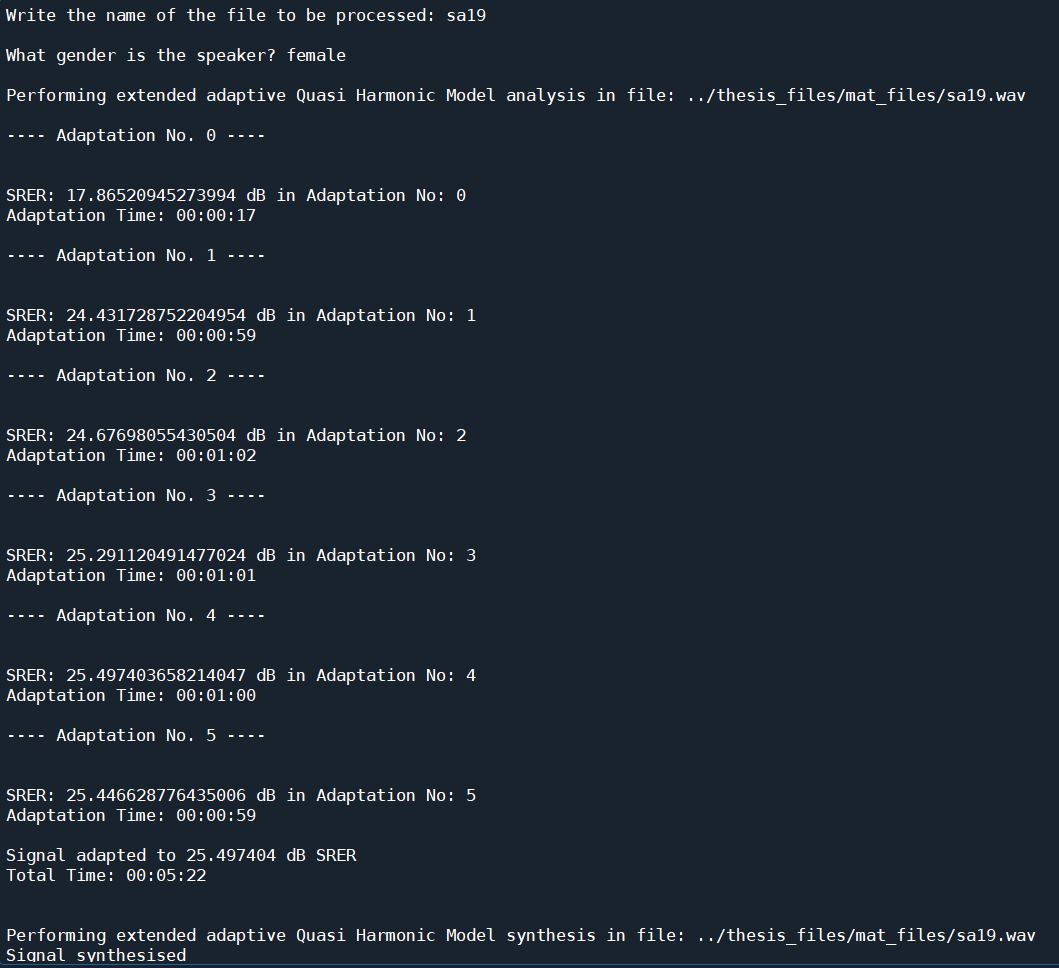 Write the name of the file to be processed: sa19
What gender is the speaker? female
Performing extended adaptive Quasi Harmonic Model analysis in file: ../thesis_files/mat_files/sa19.wav
---- Adaptation No. 0 ----
SRER: 17.86520945273994 dB in Adaptation No: 0
Adaptation Time: 00:00:17
---- Adaptation No. 1 ----
SRER: 24.431728752204954 dB in Adaptation No: 1
Adaptation Time: 00:00:59
---- Adaptation No. 2 ----
SRER: 24.67698055430504 dB in Adaptation No: 2
Adaptation Time: 00:01:02
---- Adaptation No. 3 ----
SRER: 25.291120491477024 dB in Adaptation No: 3
Adaptation Time: 00:01:01
---- Adaptation No. 4 ----
SRER: 25.497403658214047 dB in Adaptation No: 4
Adaptation Time: 00:01:00
---- Adaptation No. 5 ----
SRER: 25.446628776435006 dB in Adaptation No: 5
Adaptation Time: 00:00:59
Signal adapted to 25.497404 dB SRER
Total Time: 00:05:22
Performing extended adaptive Quasi Harmonic Model synthesis in file: ../thesis_files/mat_files/sa19.wav
Signal synthesised